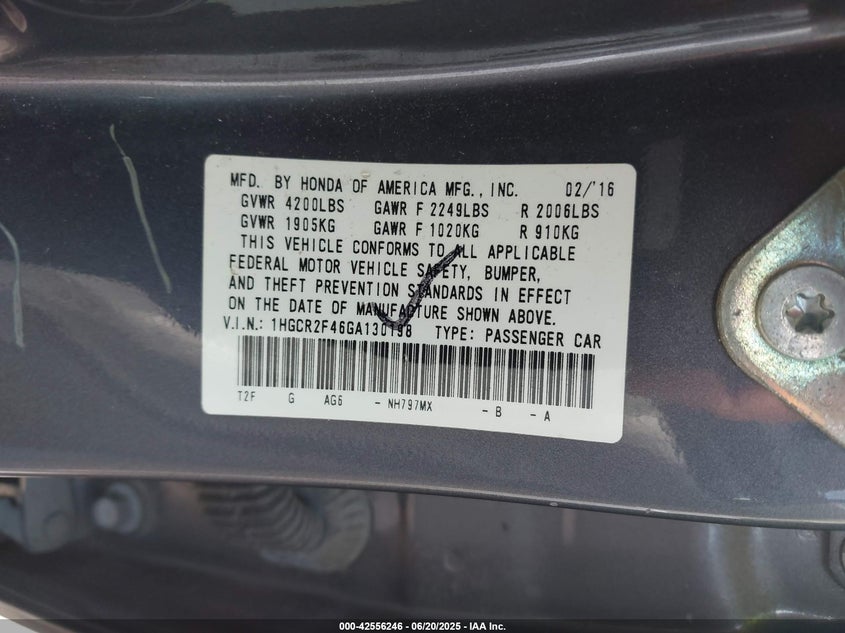 MFD. BY HONDA OF AMERICA MFG., INC. 02/'16
GVWR 4200LBS GAWR F 2249LBS R 2006LBS
GVWR 1905KG GAWR F 1020KG R 910KG
THIS VEHICLE CONFORMS TO ALL APPLICABLE
FEDERAL MOTOR VEHICLE SAFETY, BUMPER,
AND THEFT PREVENTION STANDARDS IN EFFECT
ON THE DATE OF MANUFACTURE SHOWN ABOVE.
V.I.N.: 1HGCR2F46GA130198 TYPE: PASSENGER CAR
T2F G AG6 - NH797MX - B - A
000-42556246 - 06/20/2025 - IAA Inc.